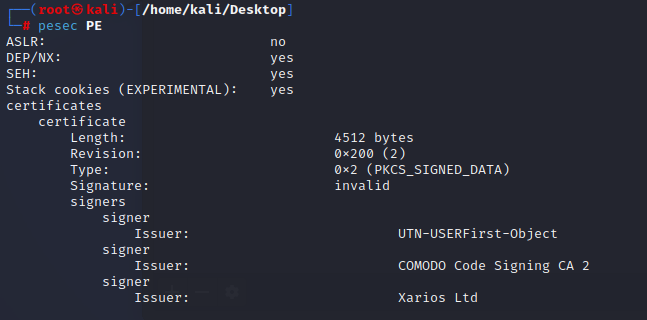 ┌──(root㉿kali)-[/home/kali/Desktop]
└─# pesec PE
ASLR: no
DEP/NX: yes
SEH: yes
Stack cookies (EXPERIMENTAL): yes
certificates
certificate
Length: 4512 bytes
Revision: 0×200 (2)
Type: 0×2 (PKCS_SIGNED_DATA)
Signature: invalid
signers
signer
Issuer: UTN-USERFirst-Object
signer
Issuer: COMODO Code Signing CA 2
signer
Issuer: Xarios Ltd